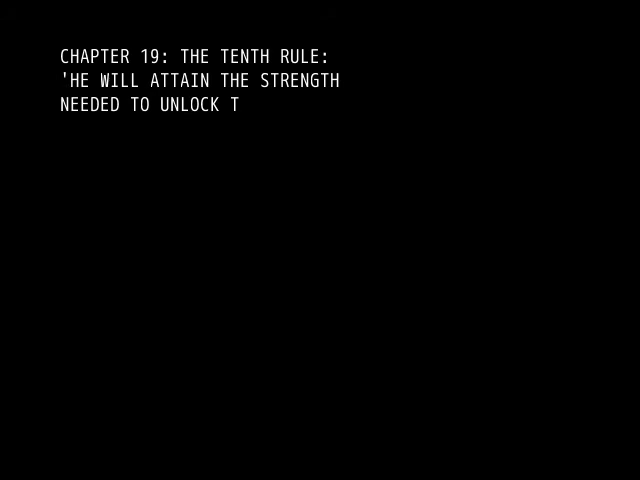 CHAPTER 19: THE TENTH RULE:
'HE WILL ATTAIN THE STRENGTH
NEEDED TO UNLOCK T